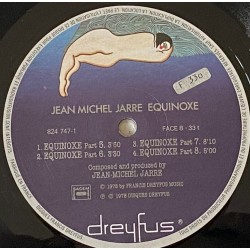 F 330
JEAN MICHEL JARRE EQUINOXE
824 747-1 FACE B - 33 t
1. EQUINOXE Part 5. 3'50 3. EQUINOXE Part 7. 8'10
2. EQUINOXE Part 6. 3'30 4. EQUINOXE Part 8. 5'00
Composed and produced by
JEAN-MICHEL JARRE
SACEM
℗ 1978 by FRANCIS DREYFUS MUSIC
© 1978 DISQUES DREYFUS
dreyfus®